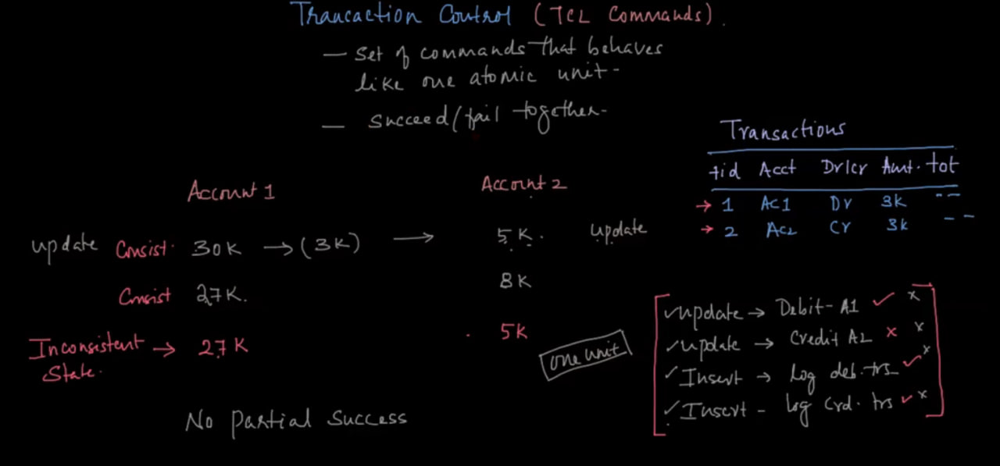 Trancaction Control (TCL Commands).
— Set of commands that behaves
like one atomic unit-
— Succeed/fail together-
Transactions
tid Acct Dr/cr Amt. tot
→ 1 AC1 Dr 3k --
→ 2 Ac2 Cr 3k --
Account 1 Account 2
update Consist. 30K → (3K) → 5K. update
Consist 27K. 8K
Inconsistent → 27K 5K
State.
No Partial Success
one unit
✓update → Debit-A1 ✓ x
✓update → Credit A2 x x
✓Insert → log deb.trs ✓ x
✓Insert - log Crd. trs ✓ x